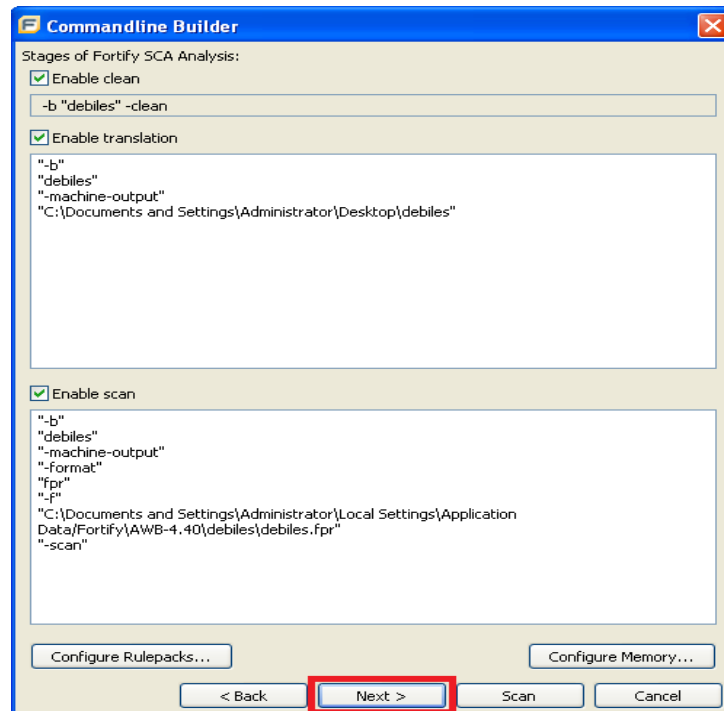 Commandline Builder
Stages of Fortify SCA Analysis:
Enable clean
-b "debiles" -clean
Enable translation
"-b"
"debiles"
"-machine-output"
"C:\Documents and Settings\Administrator\Desktop\debiles"
Enable scan
"-b"
"debiles"
"-machine-output"
"-format"
"fpr"
"-f"
"C:\Documents and Settings\Administrator\Local Settings\Application
Data/Fortify\AWB-4.40\debiles\debiles.fpr"
"-scan"
Configure Rulepacks... Configure Memory...
< Back Next > Scan Cancel